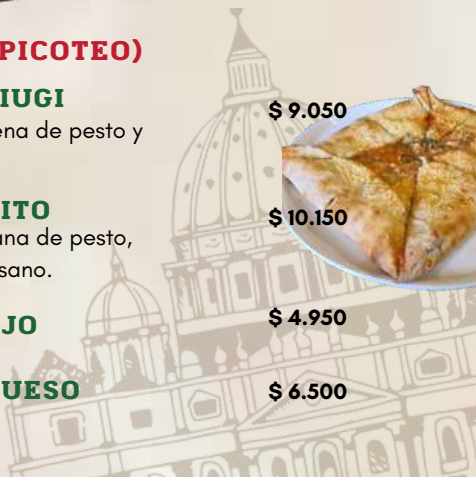 PICOTEO)
IUGI
$ 9.050
ena de pesto y
ITO
$ 10.150
ana de pesto,
sano.
JO
$ 4.950
UESO
$ 6.500